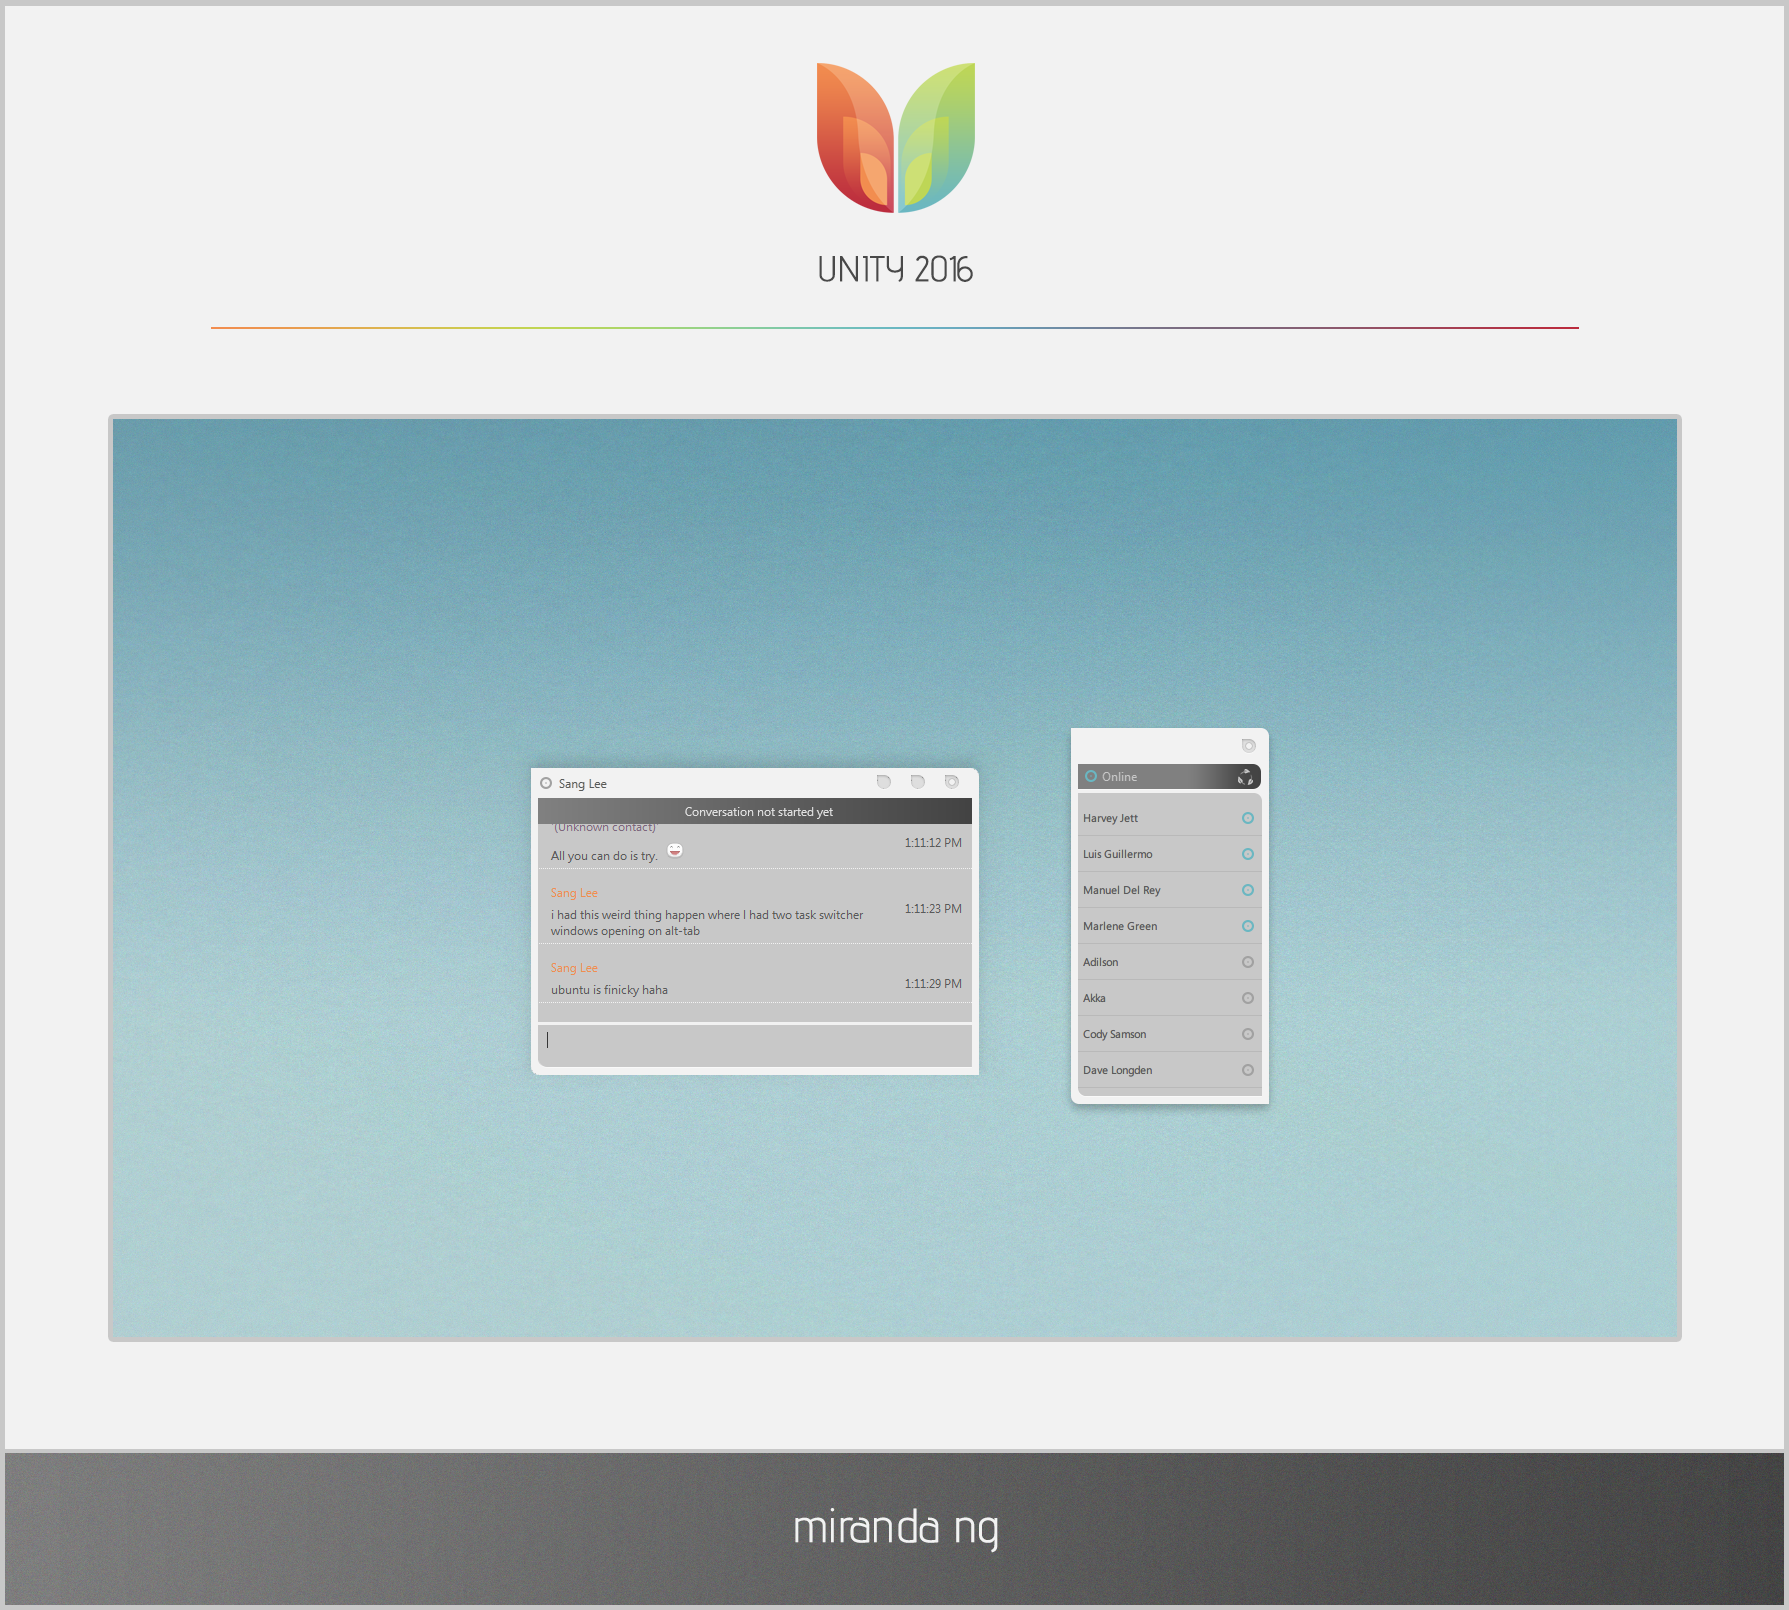 UNITY 2016
Sang Lee
Conversation not started yet
(Unknown contact)
All you can do is try.
1:11:12 PM
Sang Lee
i had this weird thing happen where I had two task switcher
windows opening on alt-tab
1:11:23 PM
Sang Lee
ubuntu is finicky haha
1:11:29 PM
Online
Harvey Jett
Luis Guillermo
Manuel Del Rey
Marlene Green
Adilson
Akka
Cody Samson
Dave Longden
miranda ng